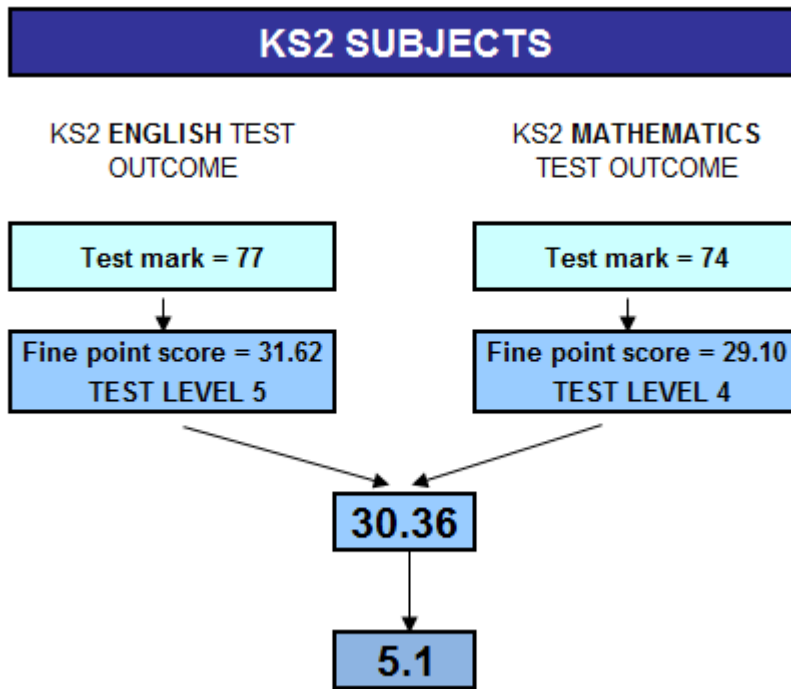 KS2 SUBJECTS
KS2 ENGLISH TEST
OUTCOME
KS2 MATHEMATICS
TEST OUTCOME
Test mark = 77
Test mark = 74
Fine point score = 31.62
TEST LEVEL 5
Fine point score = 29.10
TEST LEVEL 4
30.36
5.1